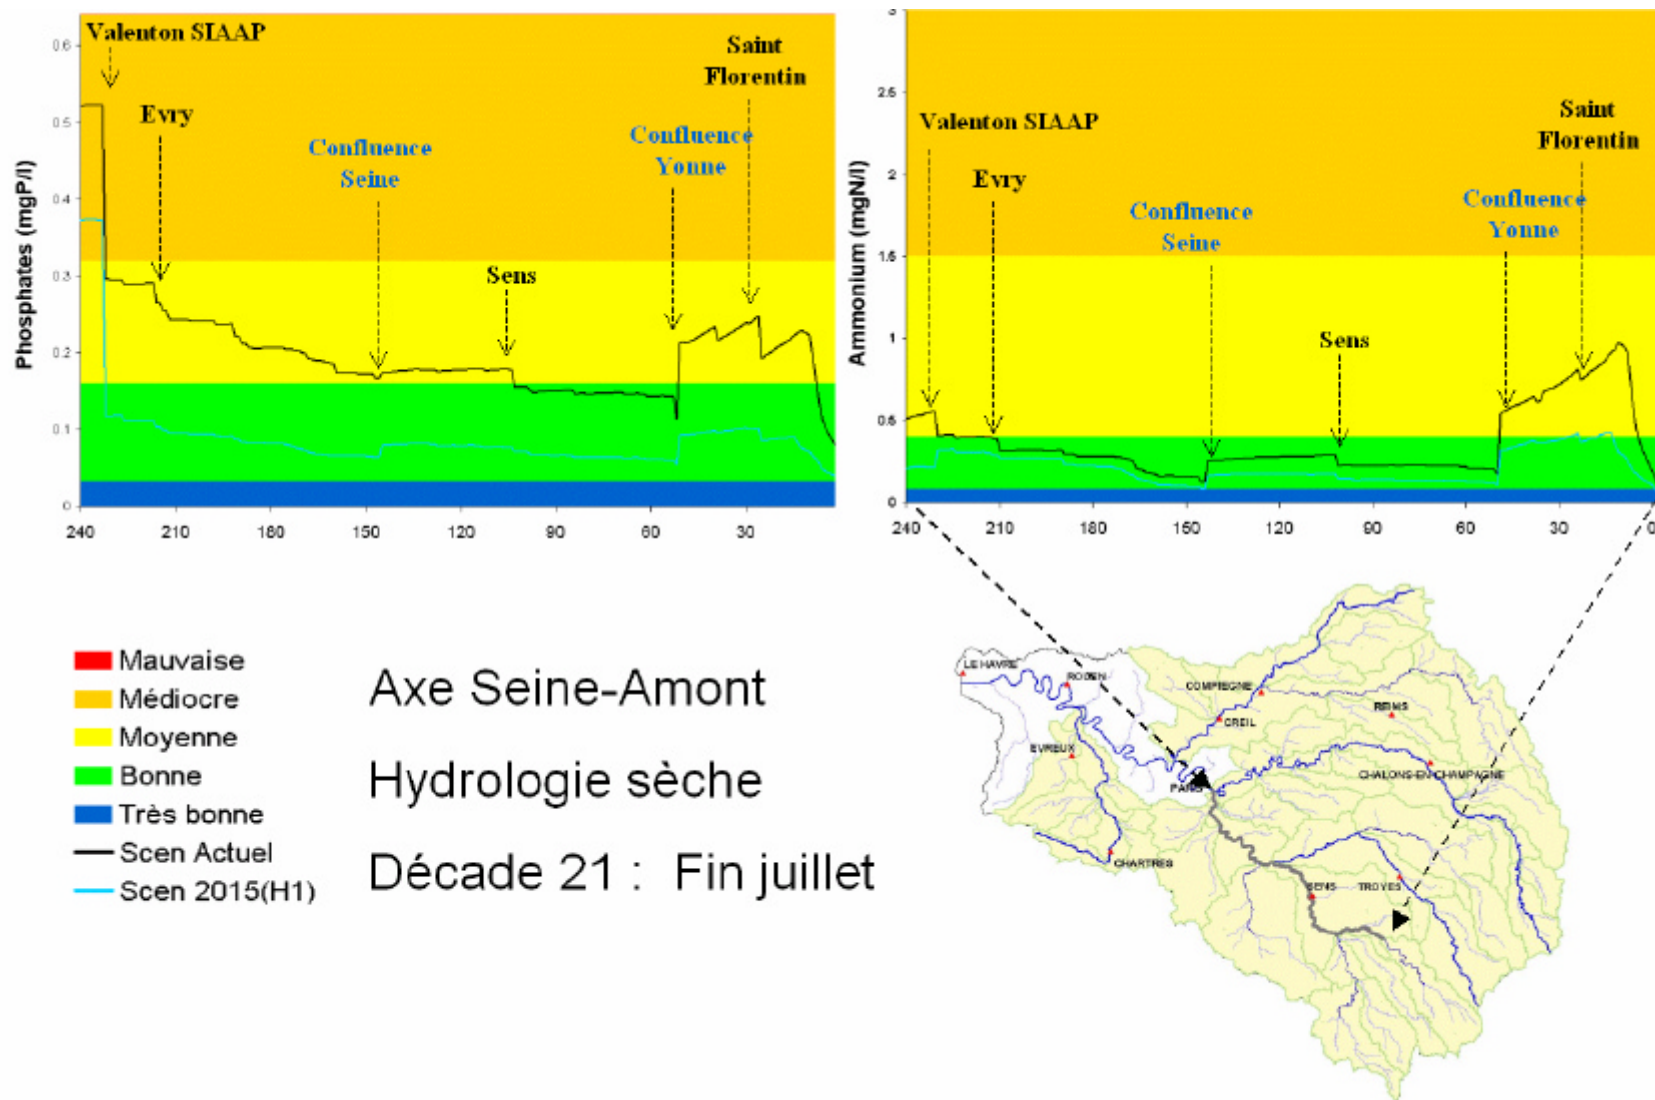 Valenton SIAAP
Evry
Confluence
Seine
Sens
Confluence
Yonne
Saint
Florentin
Phosphates (mgP/l)
0.6
0.5
0.4
0.3
0.2
0.1
0
240
210
180
150
120
90
60
30
Valenton SIAAP
Evry
Confluence
Seine
Sens
Confluence
Yonne
Saint
Florentin
Ammonium (mgN/l)
3
2.5
2
1.5
1
0.5
0
240
210
180
150
120
90
60
30
0
Mauvaise
Médiocre
Moyenne
Bonne
Très bonne
Scen Actuel
Scen 2015(H1)
Axe Seine-Amont
Hydrologie sèche
Décade 21 : Fin juillet
LE HAVRE
ROUEN
COMPIEGNE
CREIL
REIMS
EVREUX
CHALONS-EN-CHAMPAGNE
PARIS
CHARTRES
SENS
TROYES